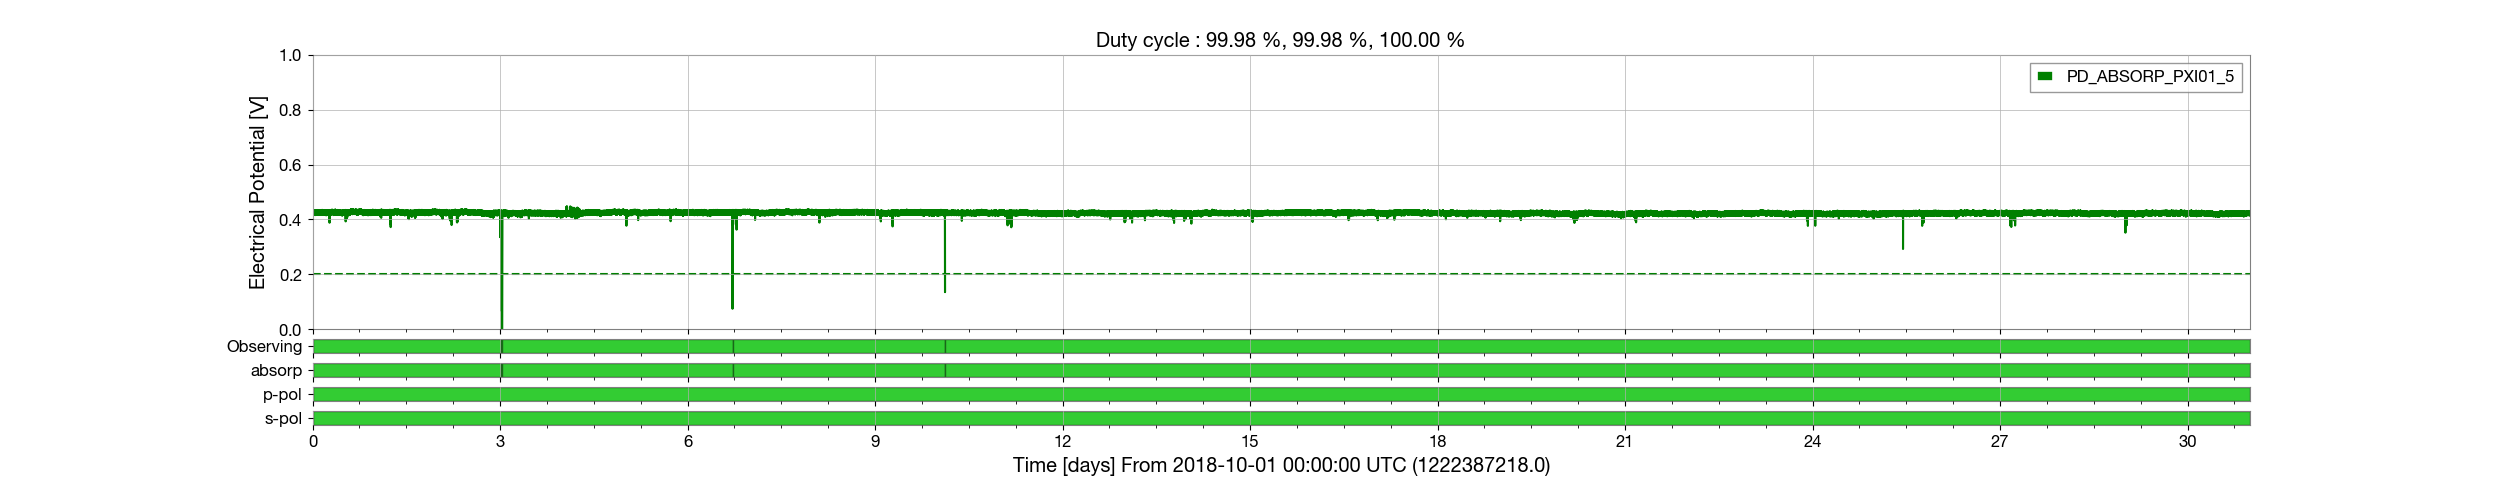 Duty cycle : 99.98 %, 99.98 %, 100.00 %
1.0
0.8
0.6
0.4
0.2
0.0
Electrical Potential [V]
PD_ABSORP_PXI01_5
Observing
absorp
p-pol
s-pol
0 3 6 9 12 15 18 21 24 27 30
Time [days] From 2018-10-01 00:00:00 UTC (1222387218.0)